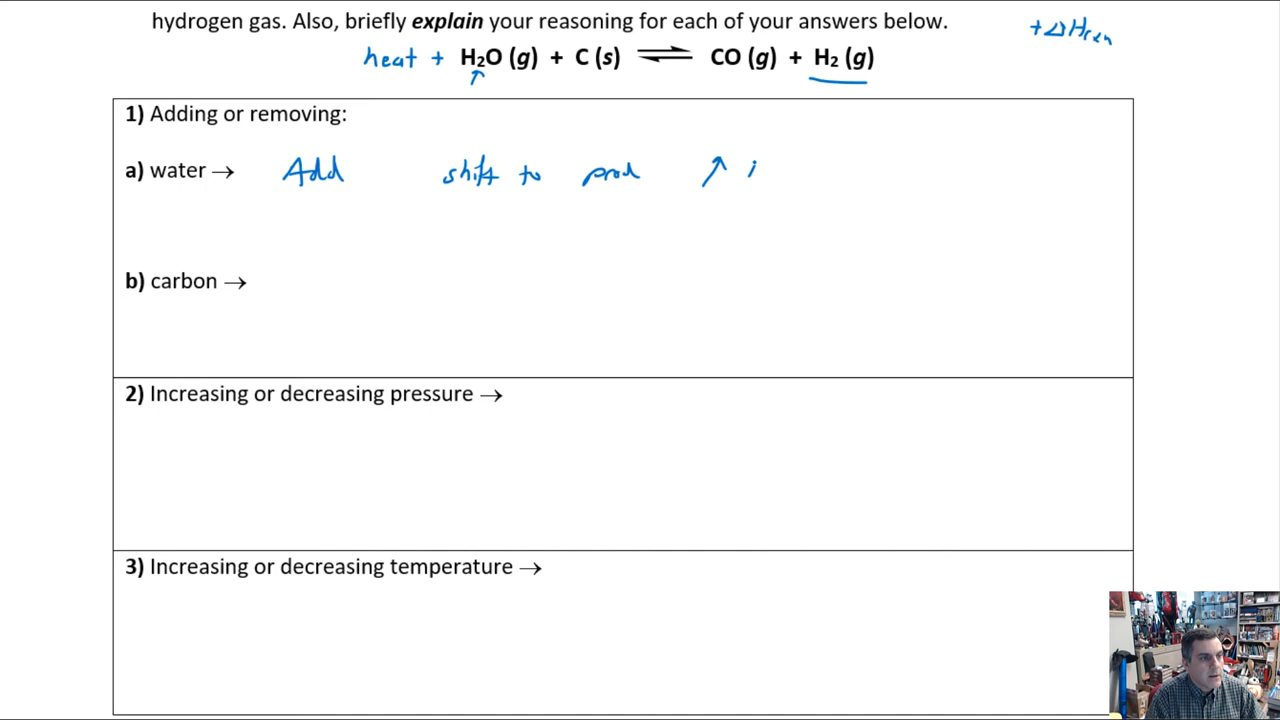 hydrogen gas. Also, briefly explain your reasoning for each of your answers below.
+ΔHrxn
heat + H₂O (g) + C (s) ⇌ CO (g) + H₂ (g)
↑
1) Adding or removing:
a) water → Add shift to prod ↑ i
b) carbon →
2) Increasing or decreasing pressure →
3) Increasing or decreasing temperature →